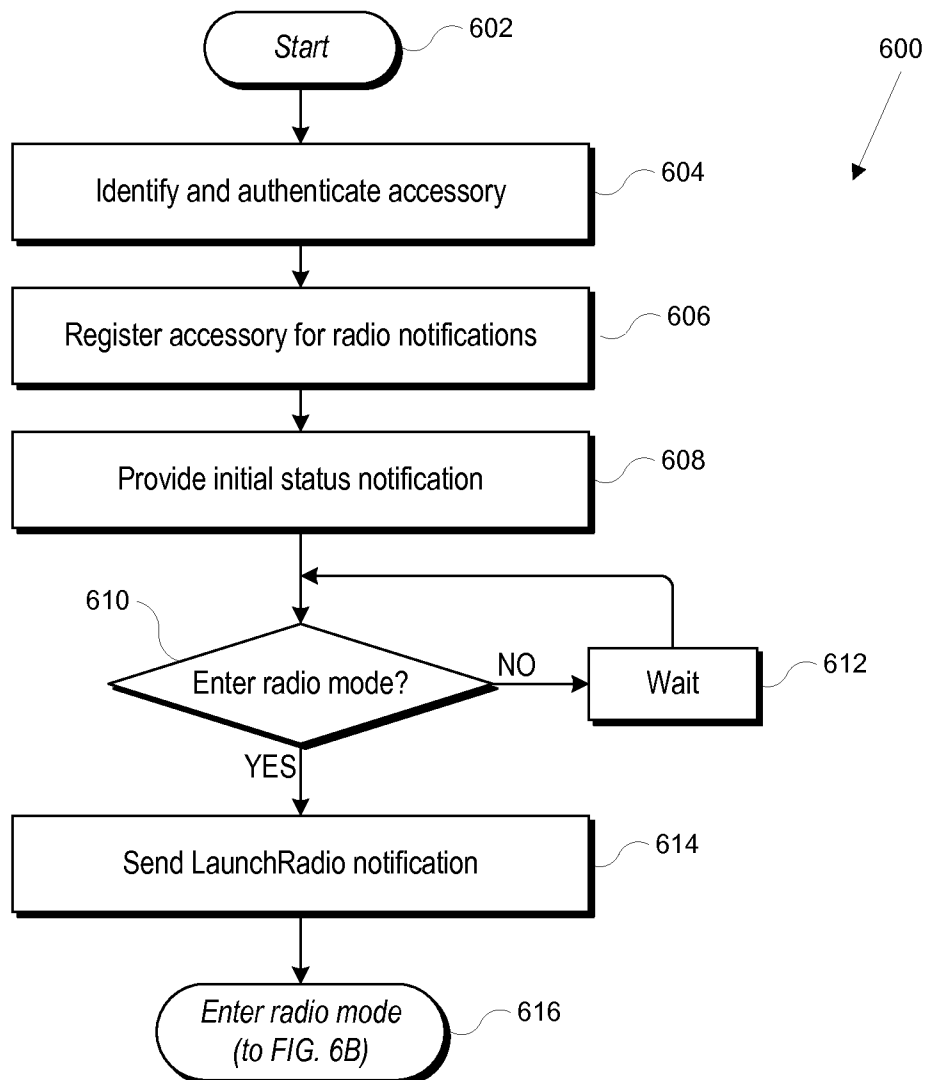 Start
602
600
Identify and authenticate accessory
604
Register accessory for radio notifications
606
Provide initial status notification
608
610
Enter radio mode?
NO
Wait
612
YES
Send LaunchRadio notification
614
Enter radio mode
(to FIG. 6B)
616